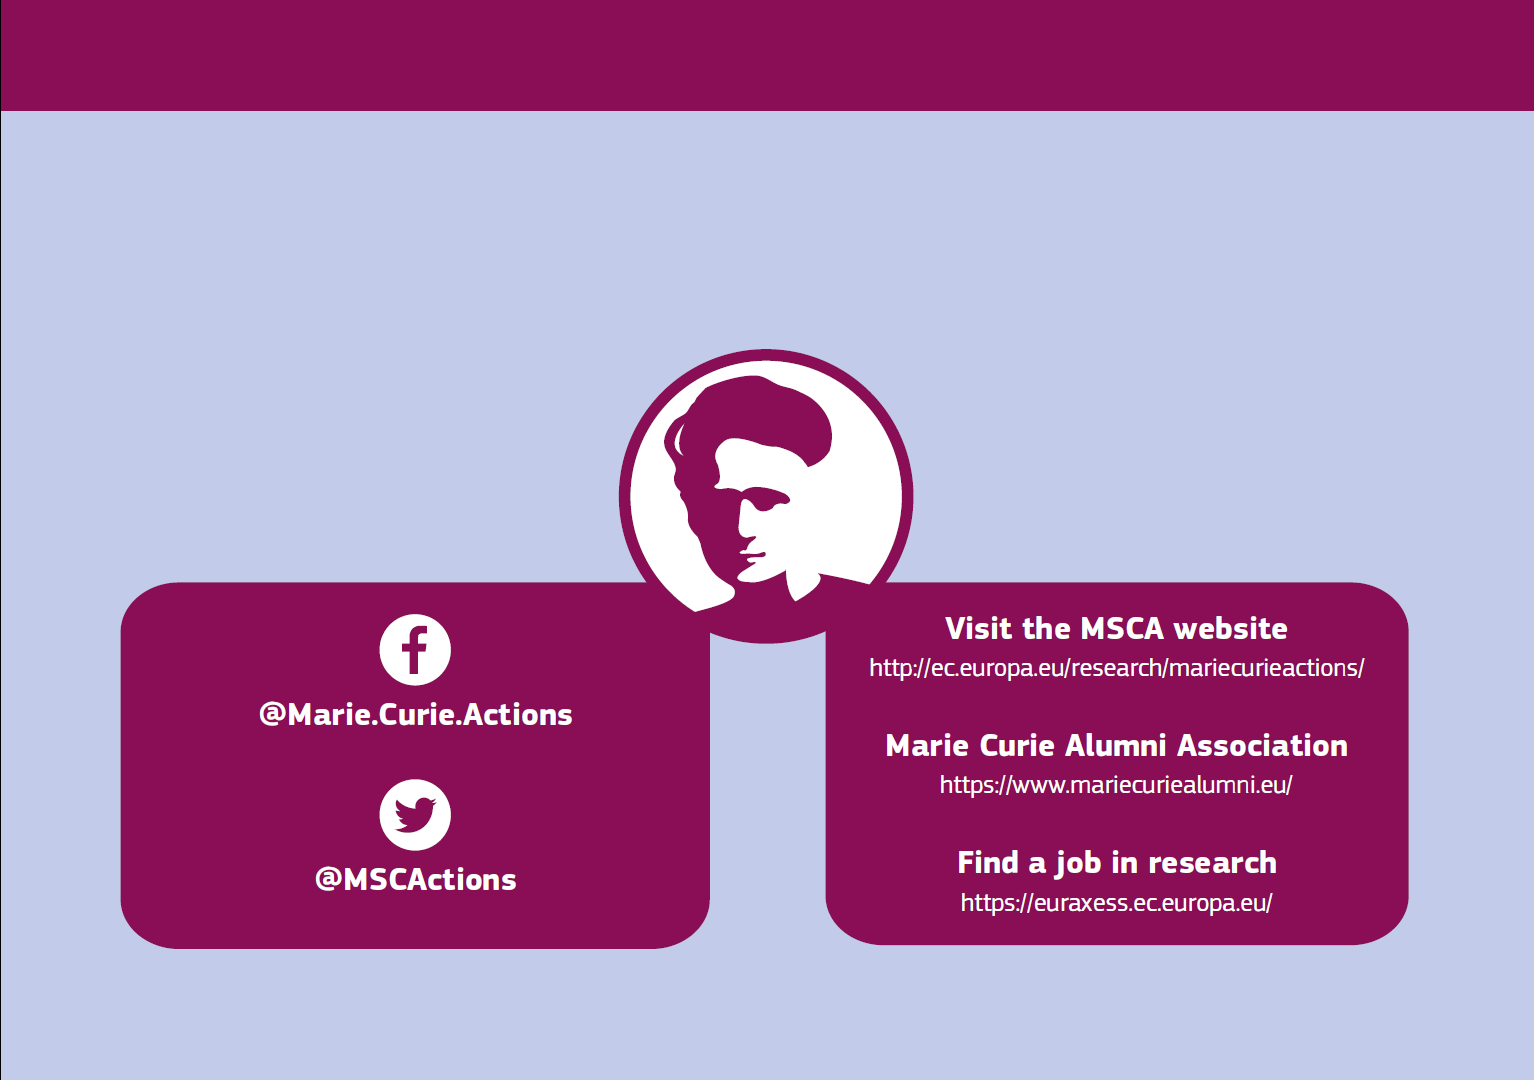 @Marie.Curie.Actions
@MSCActions
Visit the MSCA website
http://ec.europa.eu/research/mariecurieactions/
Marie Curie Alumni Association
https://www.mariecuriealumni.eu/
Find a job in research
https://euraxess.ec.europa.eu/